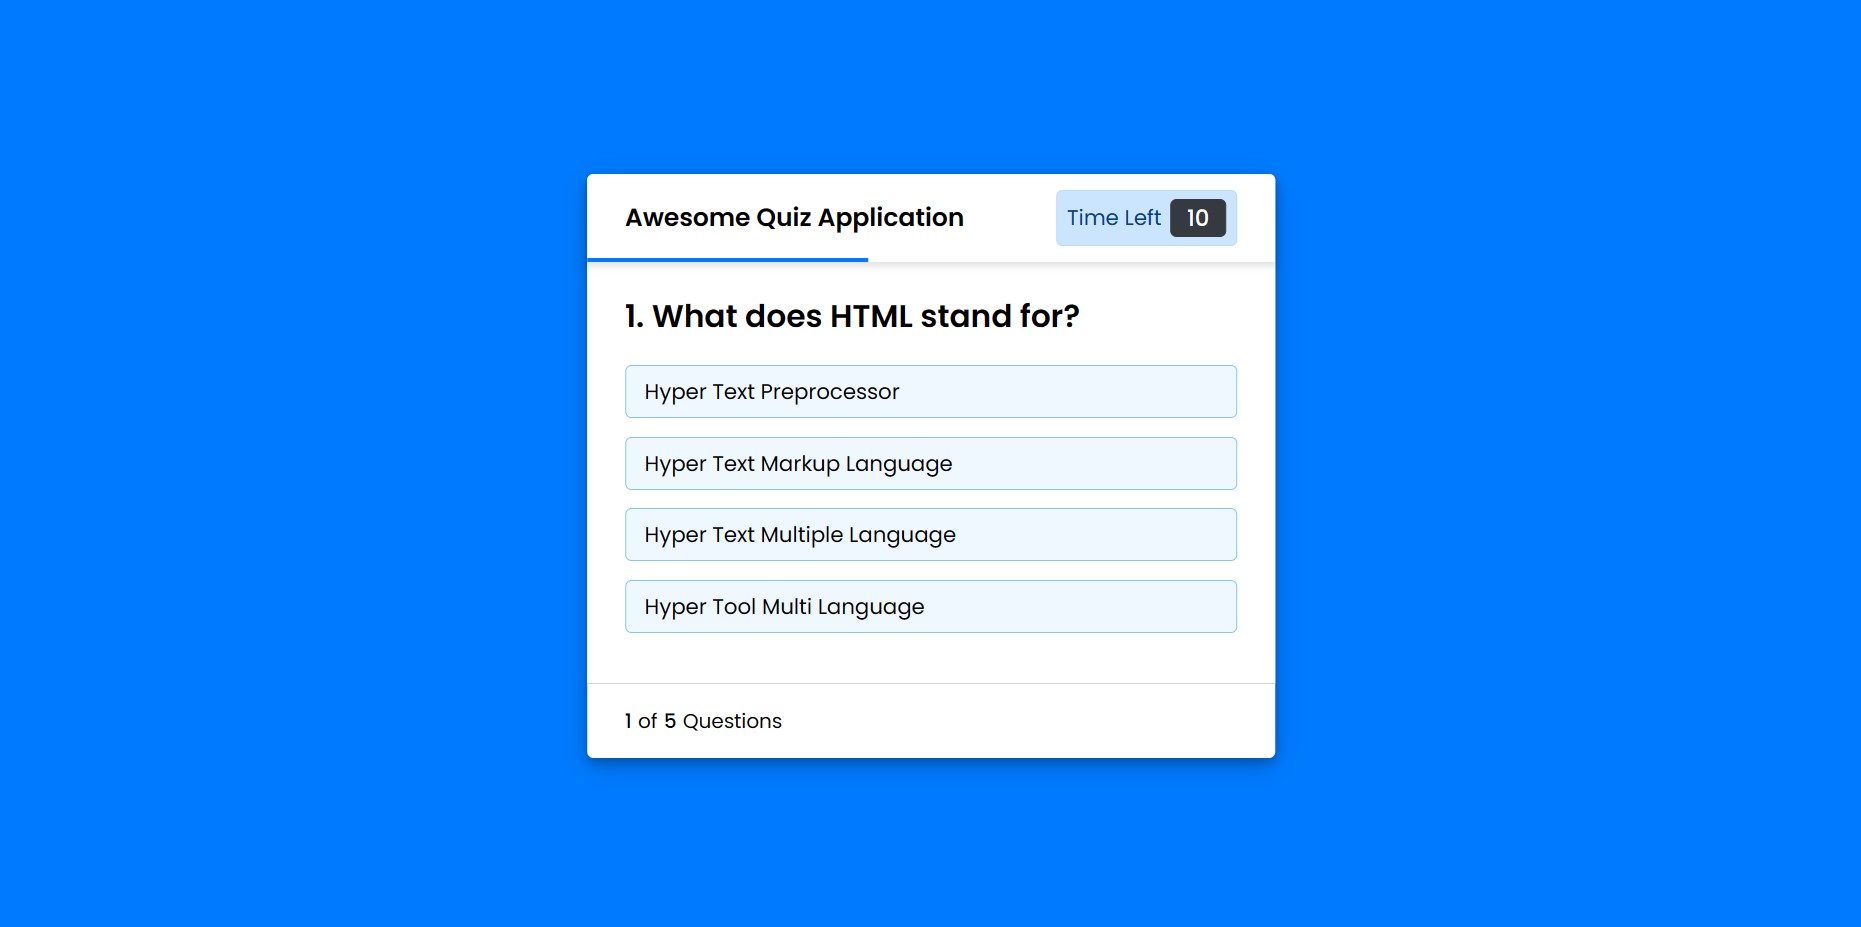 Awesome Quiz Application
Time Left 10
1. What does HTML stand for?
Hyper Text Preprocessor
Hyper Text Markup Language
Hyper Text Multiple Language
Hyper Tool Multi Language
1 of 5 Questions